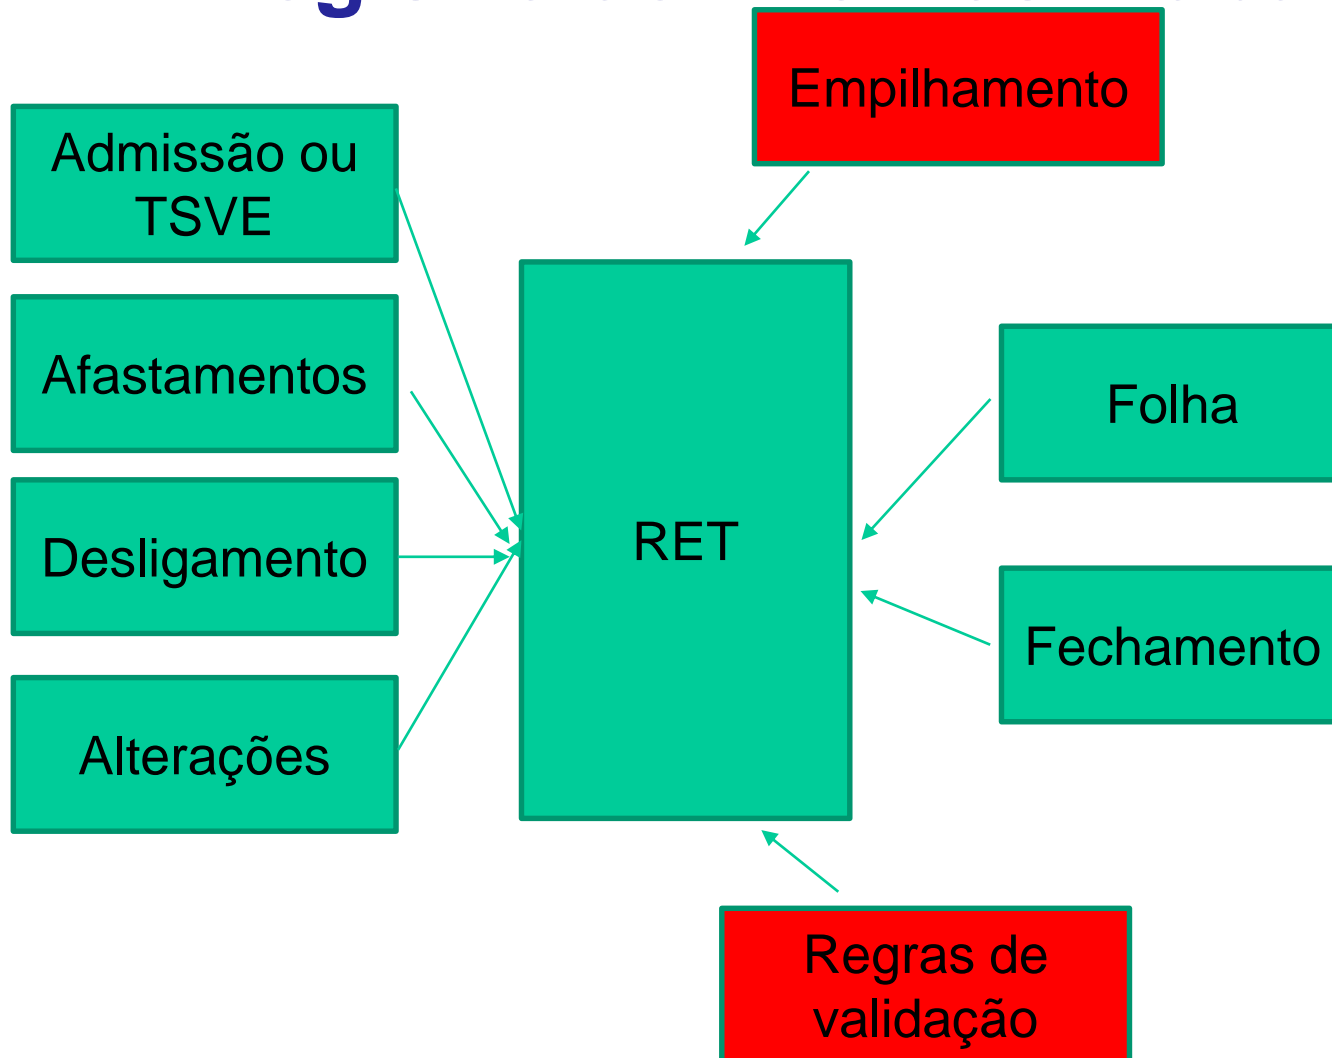 Empilhamento
Admissão ou
TSVE
Afastamentos
Folha
RET
Desligamento
Fechamento
Alterações
Regras de
validação